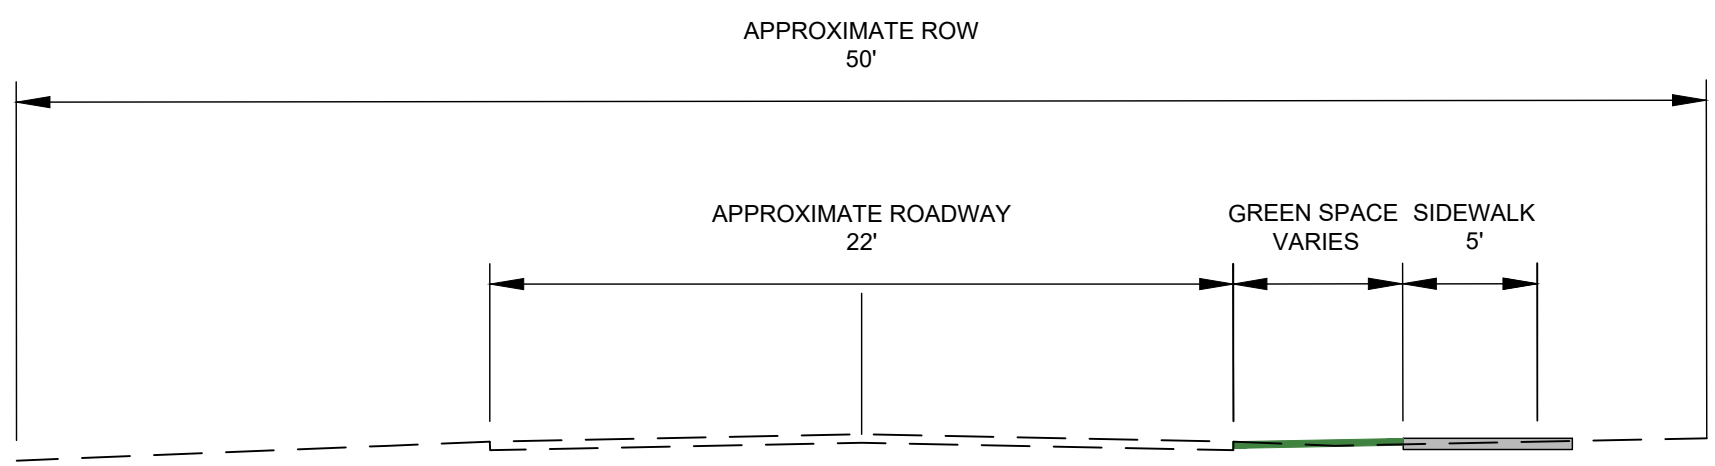 APPROXIMATE ROW
50'
APPROXIMATE ROADWAY
22'
GREEN SPACE
VARIES
SIDEWALK
5'